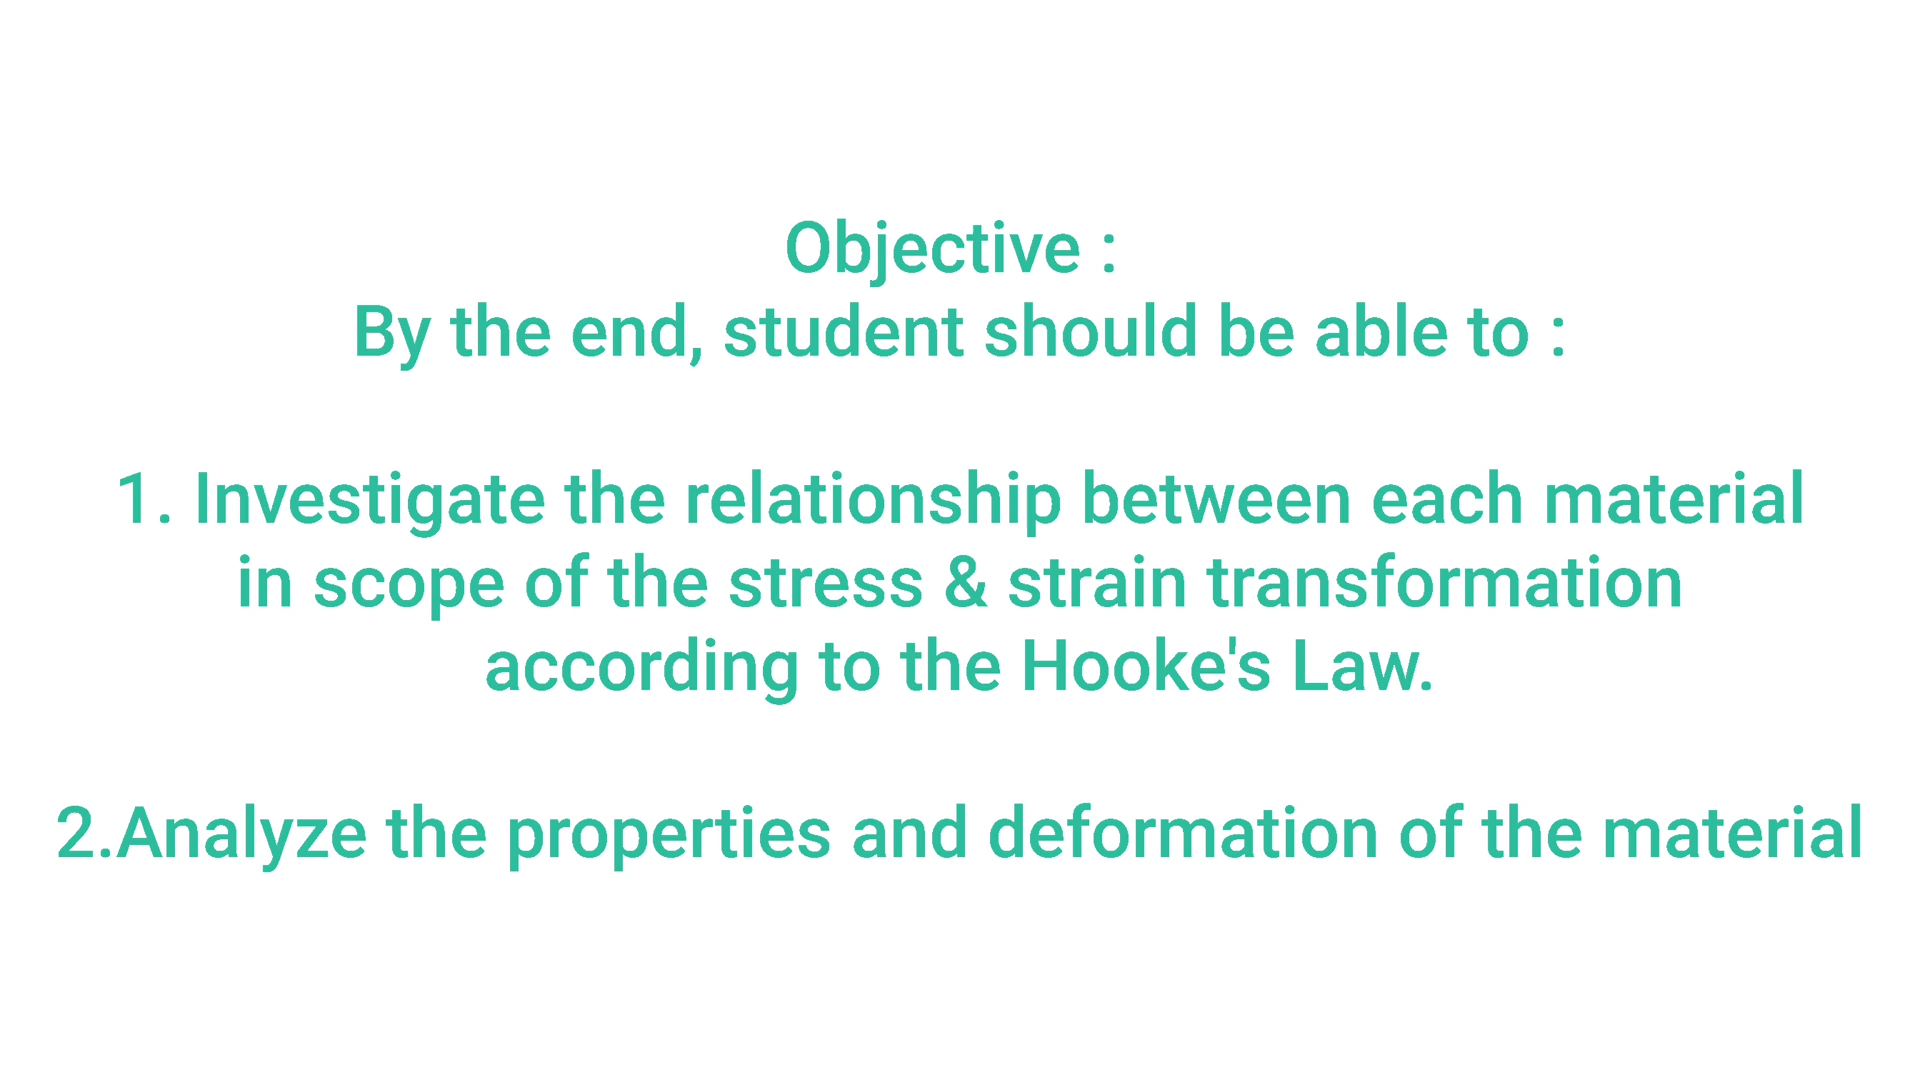 Objective :
By the end, student should be able to :
1. Investigate the relationship between each material
in scope of the stress & strain transformation
according to the Hooke's Law.
2.Analyze the properties and deformation of the material